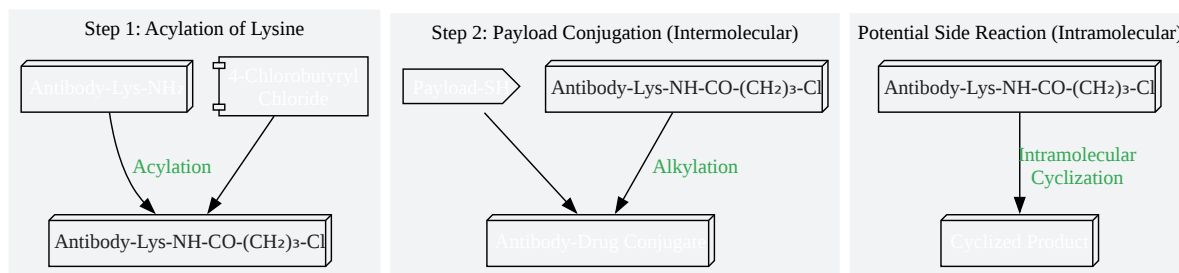 Step 1: Acylation of Lysine
Antibody-Lys-NH₂
4-Chlorobutyryl
Chloride
Acylation
Antibody-Lys-NH-CO-(CH₂)₃-Cl
Step 2: Payload Conjugation (Intermolecular)
Payload-SH
Antibody-Lys-NH-CO-(CH₂)₃-Cl
Alkylation
Antibody-Drug Conjugate
Potential Side Reaction (Intramolecular)
Antibody-Lys-NH-CO-(CH₂)₃-Cl
Intramolecular
Cyclization
Cyclized Product